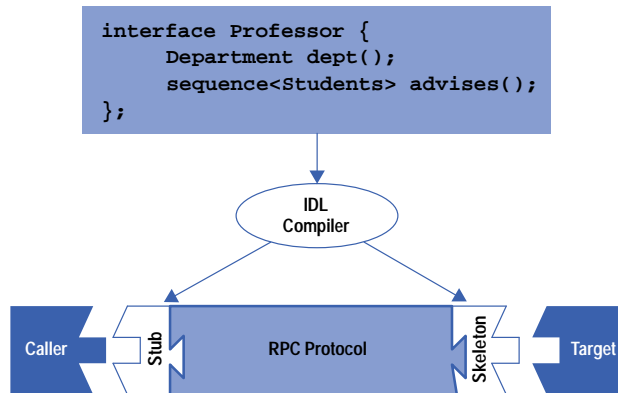 interface Professor {
Department dept();
sequence<Students> advises();
};
IDL
Compiler
Caller
Stub
RPC Protocol
Skeleton
Target